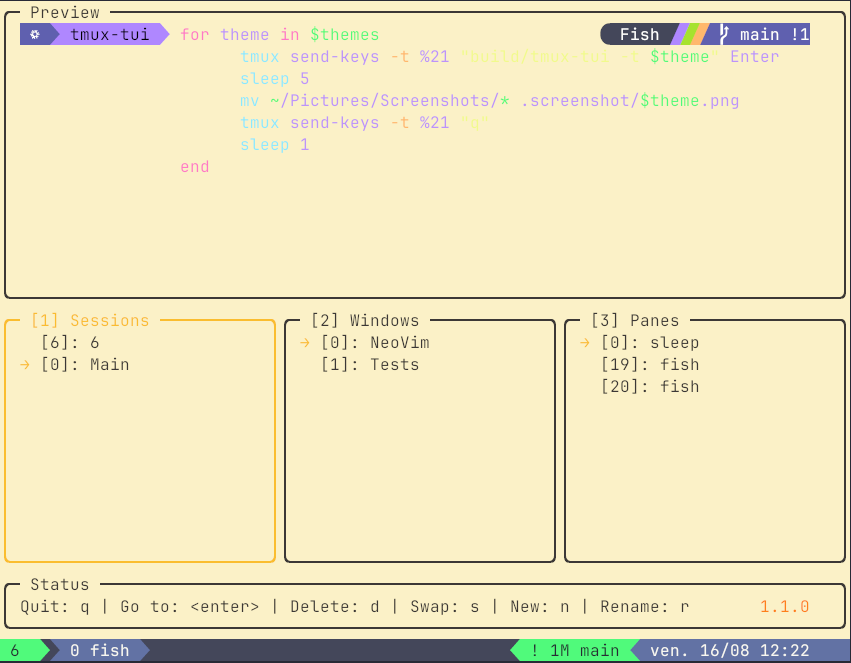 Preview
tmux-tui for theme in $themes Fish main !1
tmux send-keys -t %21 $theme" Enter
sleep 5
mv ~/Pictures/Screenshots/* .screenshot/$theme.png
tmux send-keys -t %21 "q"
sleep 1
end
[1] Sessions [2] Windows [3] Panes
[6]: 6 → [0]: NeoVim → [0]: sleep
→ [0]: Main [1]: Tests [19]: fish
[20]: fish
Status
Quit: q | Go to: <enter> | Delete: d | Swap: s | New: n | Rename: r 1.1.0
6 0 fish ! 1M main ven. 16/08 12:22